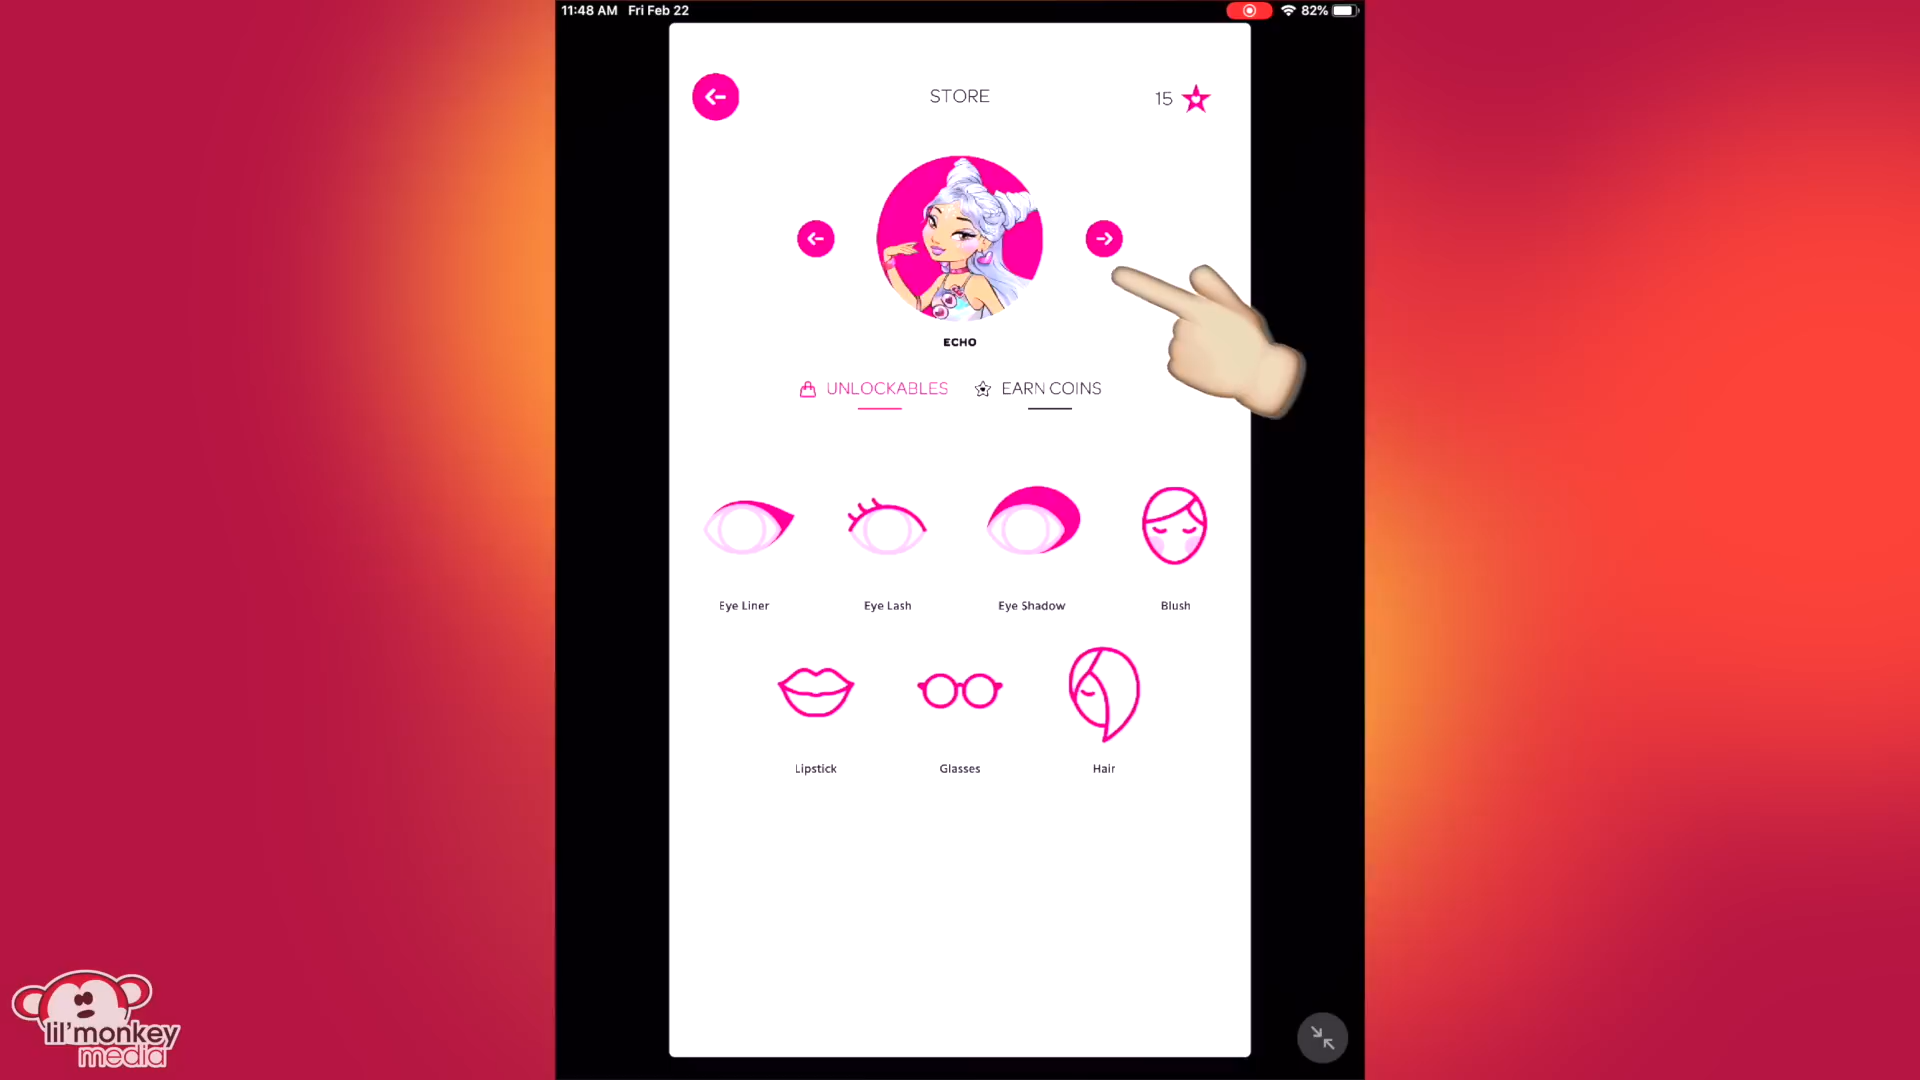 11:48 AM Fri Feb 22
82%
STORE
15
ECHO
UNLOCKABLES EARN COINS
Eye Liner Eye Lash Eye Shadow Blush
Lipstick Glasses Hair
lil'monkey
media